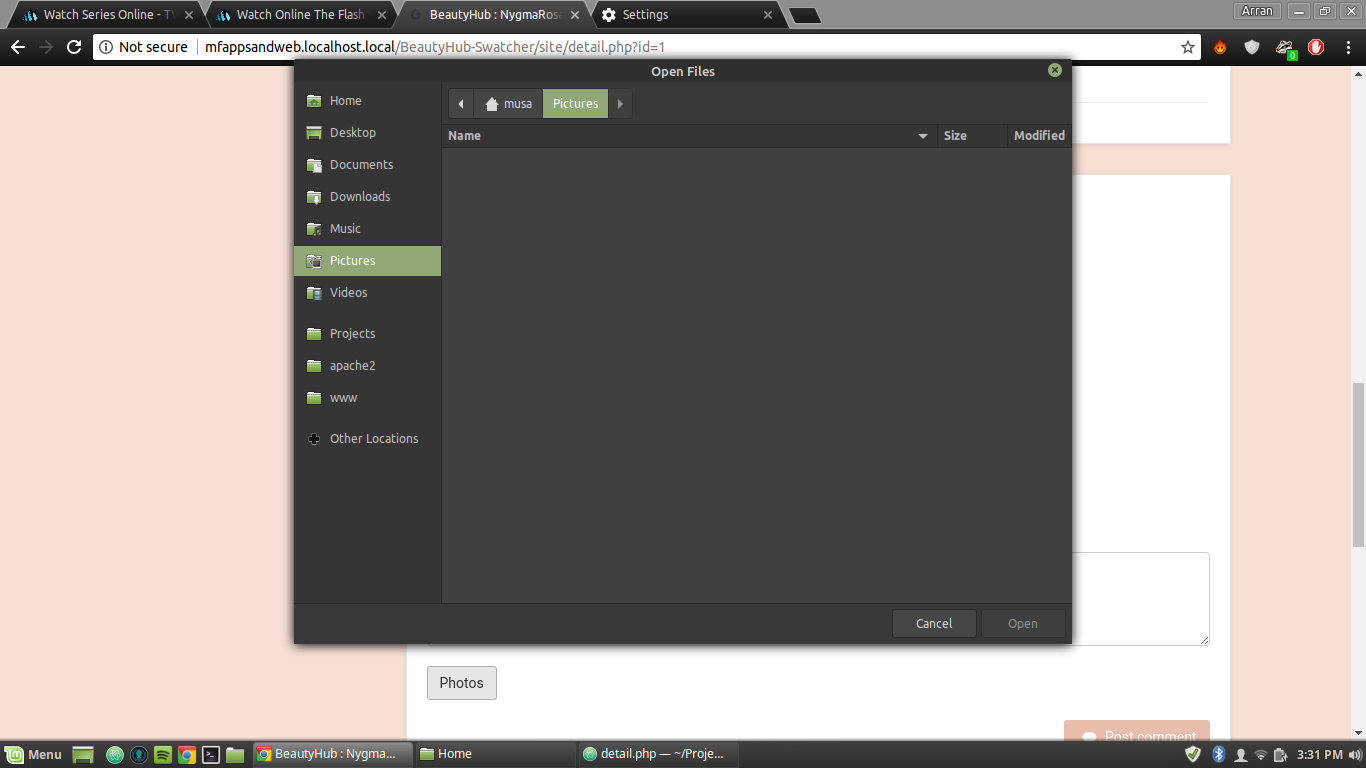 Watch Series Online - TV
Watch Online The Flash
BeautyHub : NygmaRose
Settings
Arran
Not secure
mfappsandweb.localhost.local/BeautyHub-Swatcher/site/detail.php?id=1
0
Open Files
Home
Desktop
Documents
Downloads
Music
Pictures
Videos
Projects
apache2
www
Other Locations
musa
Pictures
Name
Size
Modified
Cancel
Open
Photos
Post comment
Menu
BeautyHub : Nygma...
Home
detail.php — ~/Proje...
3:31 PM